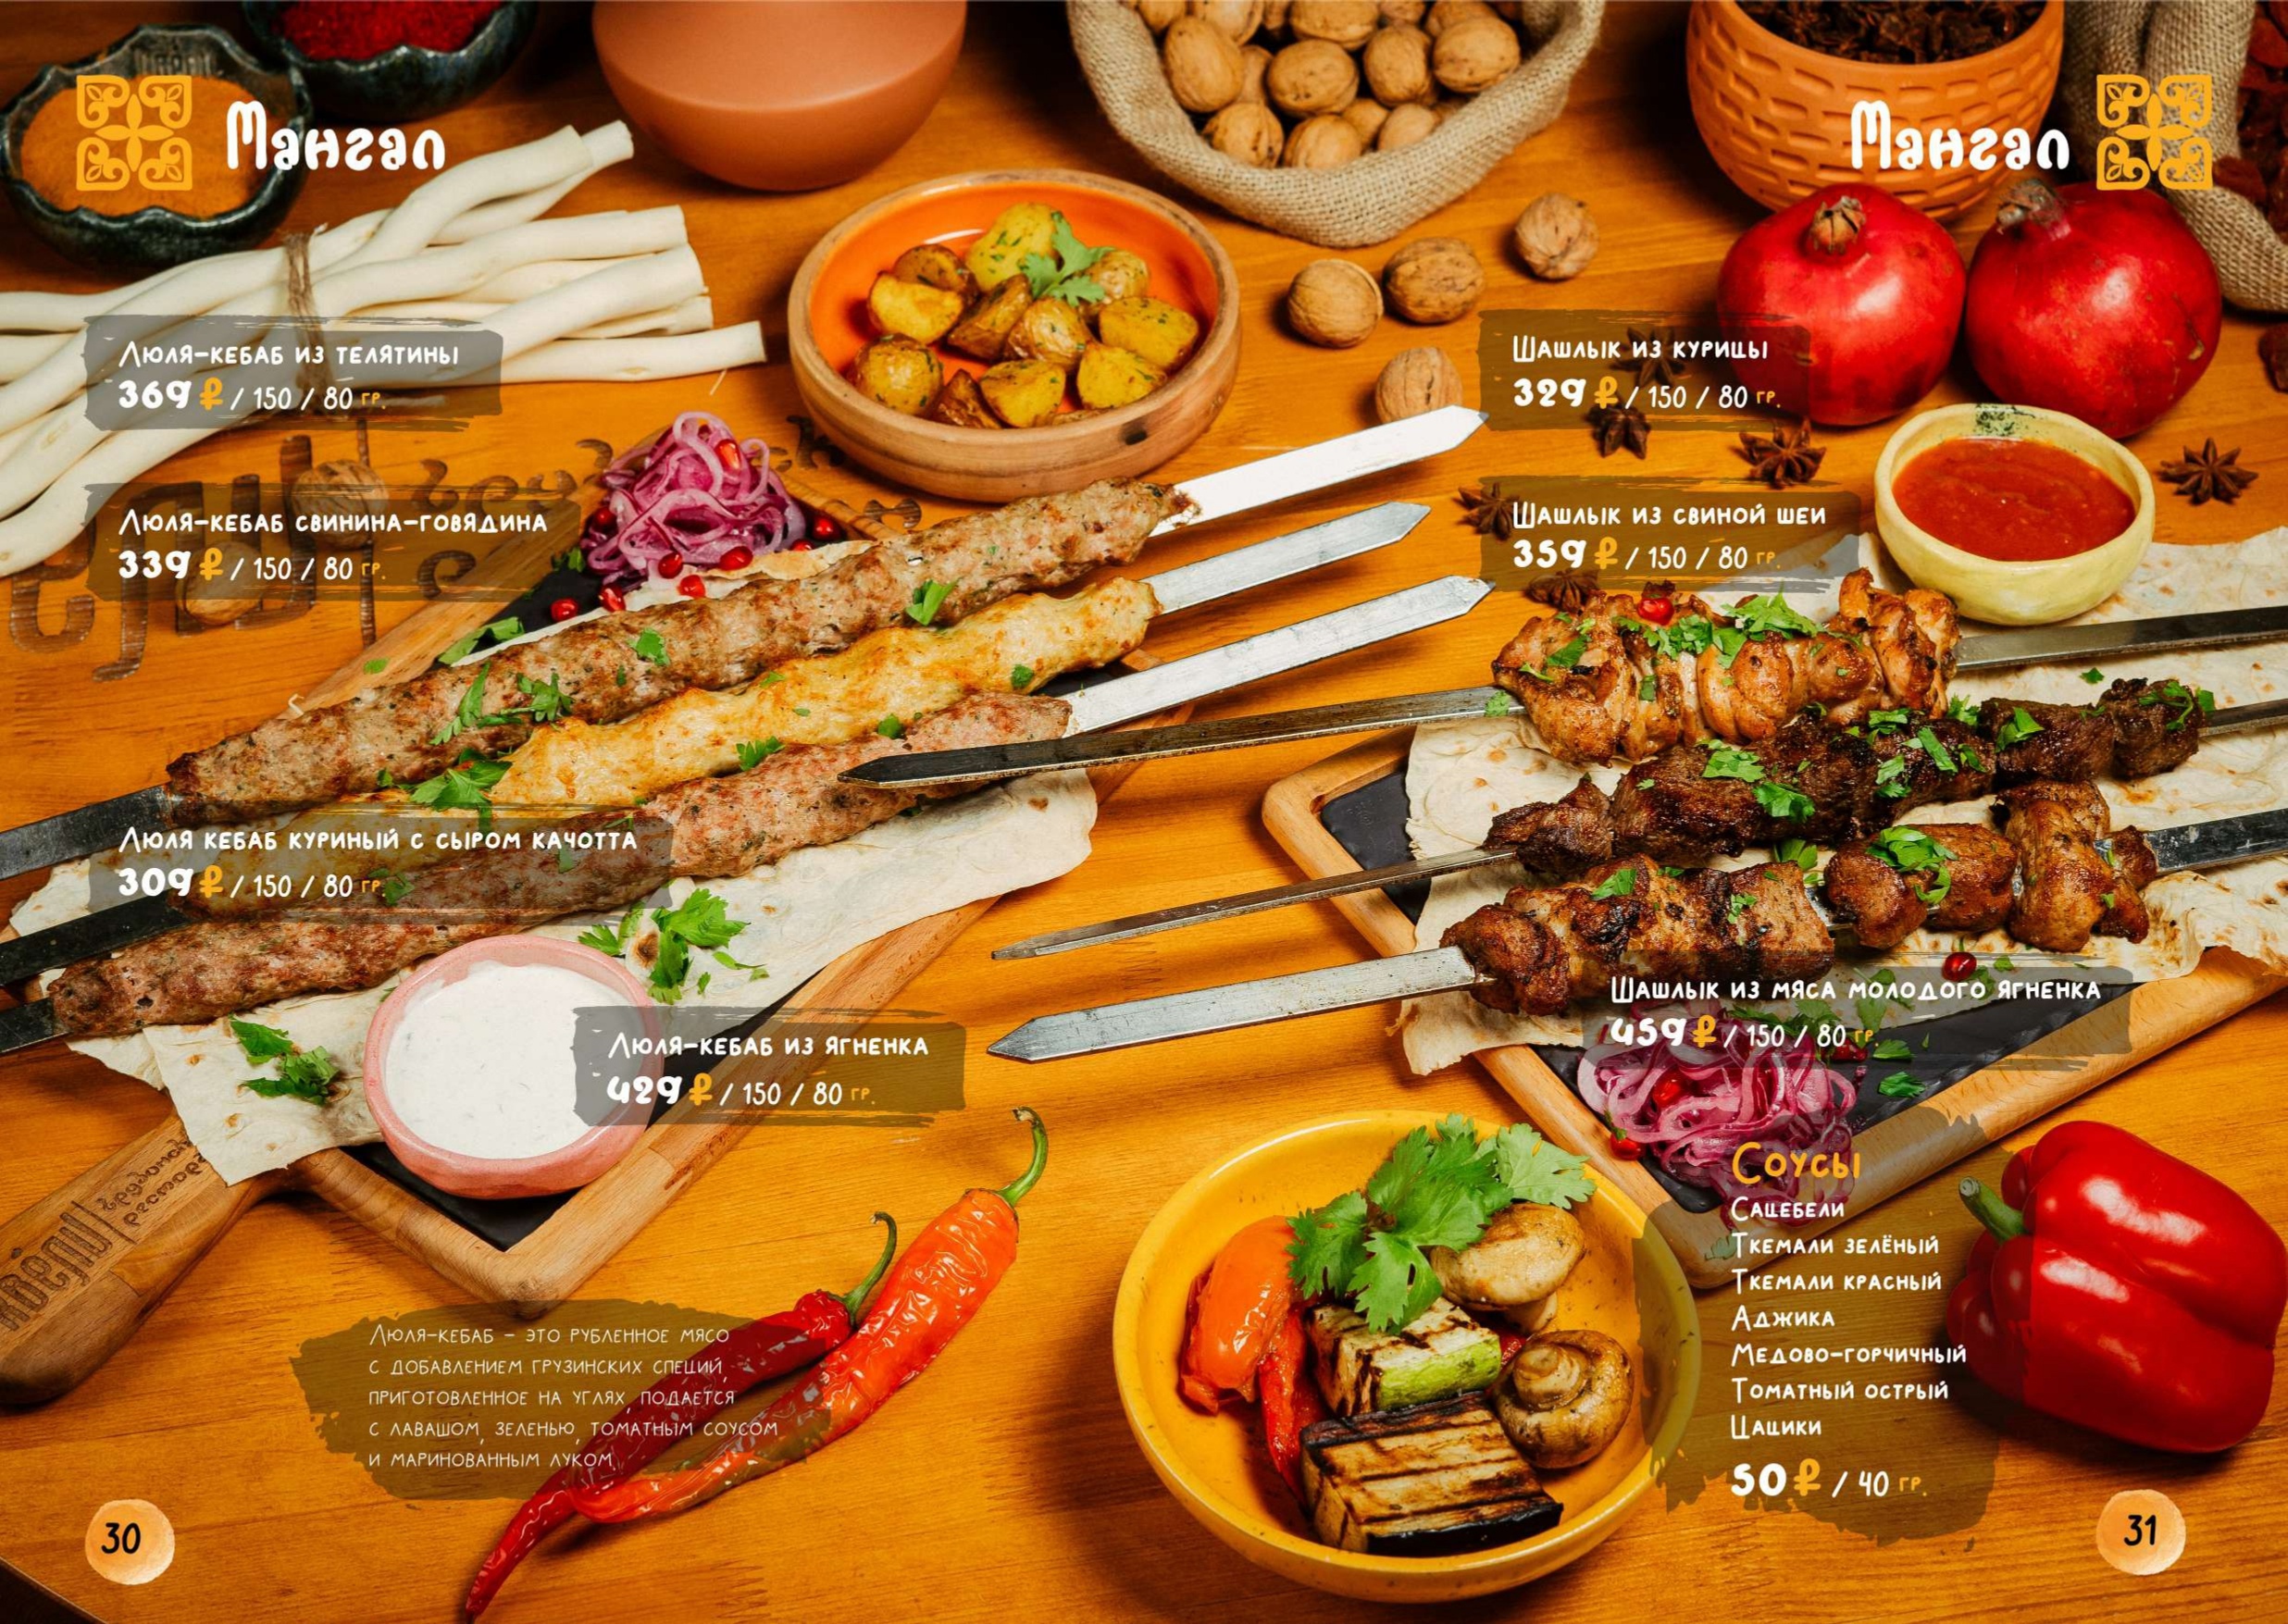 Мангал
Люля-кебаб из телятины
369 ₽ / 150 / 80 гр.
Люля-кебаб свинина-говядина
339 ₽ / 150 / 80 гр.
Люля кебаб куриный с сыром качотта
309 ₽ / 150 / 80 гр.
Люля-кебаб из ягненка
429 ₽ / 150 / 80 гр.
Люля-кебаб – это рубленное мясо
с добавлением грузинских специй,
приготовленное на углях, подается
с лавашом, зеленью, томатным соусом
и маринованным луком.
30
Мангал
Шашлык из курицы
329 ₽ / 150 / 80 гр.
Шашлык из свиной шеи
359 ₽ / 150 / 80 гр.
Шашлык из мяса молодого ягненка
459 ₽ / 150 / 80 гр.
Соусы
Сацебели
Ткемали зелёный
Ткемали красный
Аджика
Медово-горчичный
Томатный острый
Цацики
50 ₽ / 40 гр.
31